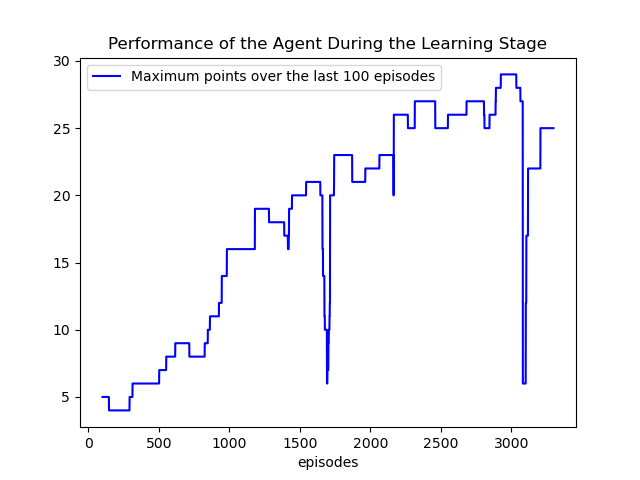 Performance of the Agent During the Learning Stage
Maximum points over the last 100 episodes
30
25
20
15
10
5
0 500 1000 1500 2000 2500 3000
episodes